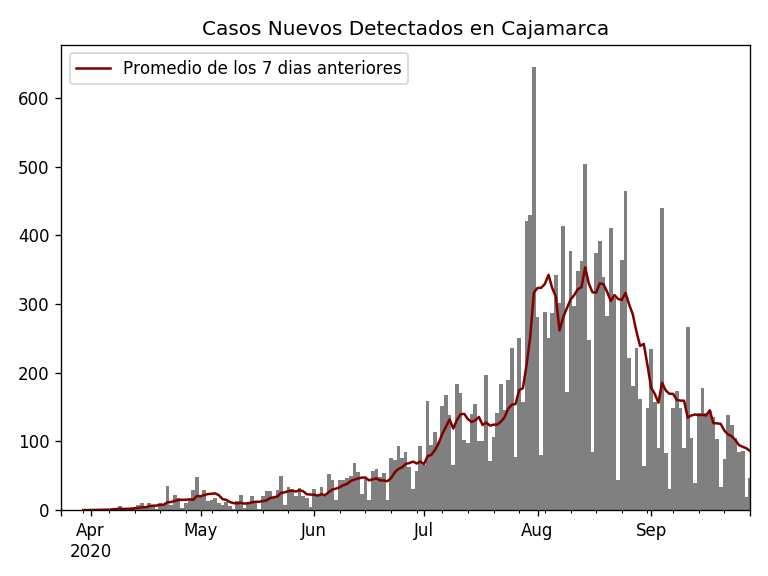 Casos Nuevos Detectados en Cajamarca
Promedio de los 7 dias anteriores
600
500
400
300
200
100
0
Apr May Jun Jul Aug Sep
2020